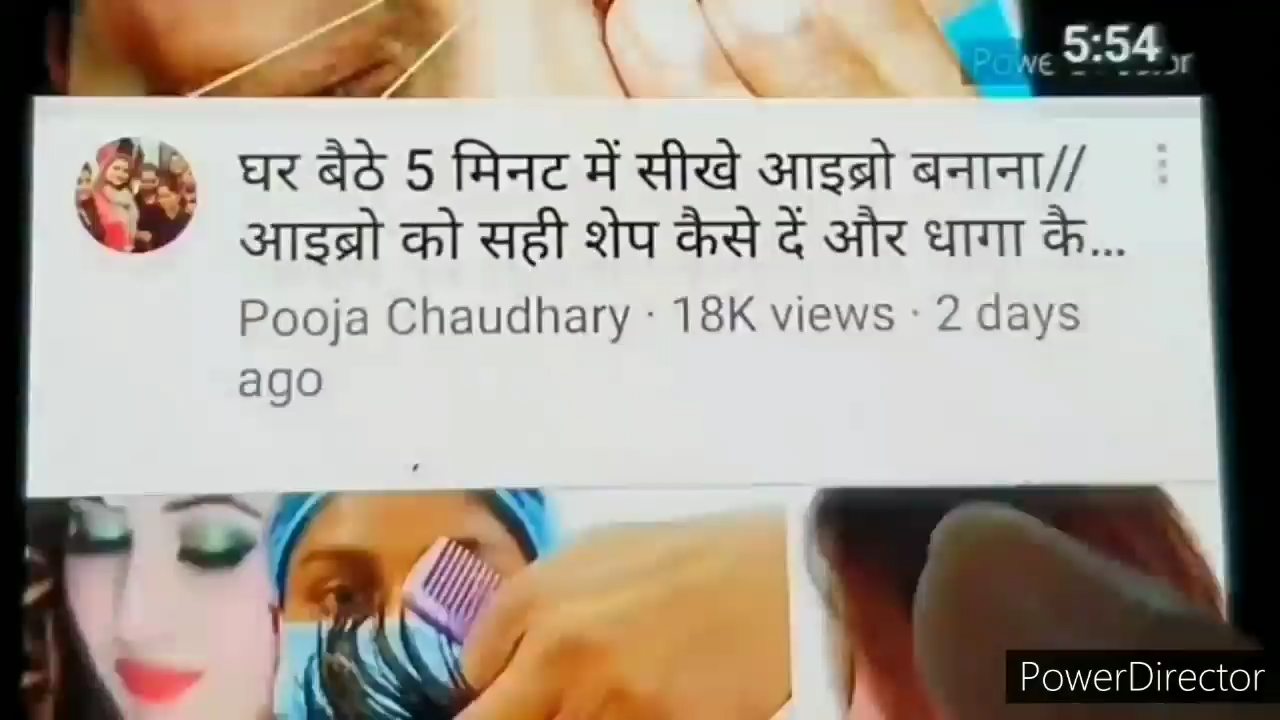 5:54
घर बैठे 5 मिनट में सीखे आइब्रो बनाना//
आइब्रो को सही शेप कैसे दें और धागा कै...
Pooja Chaudhary · 18K views · 2 days
ago
PowerDirector